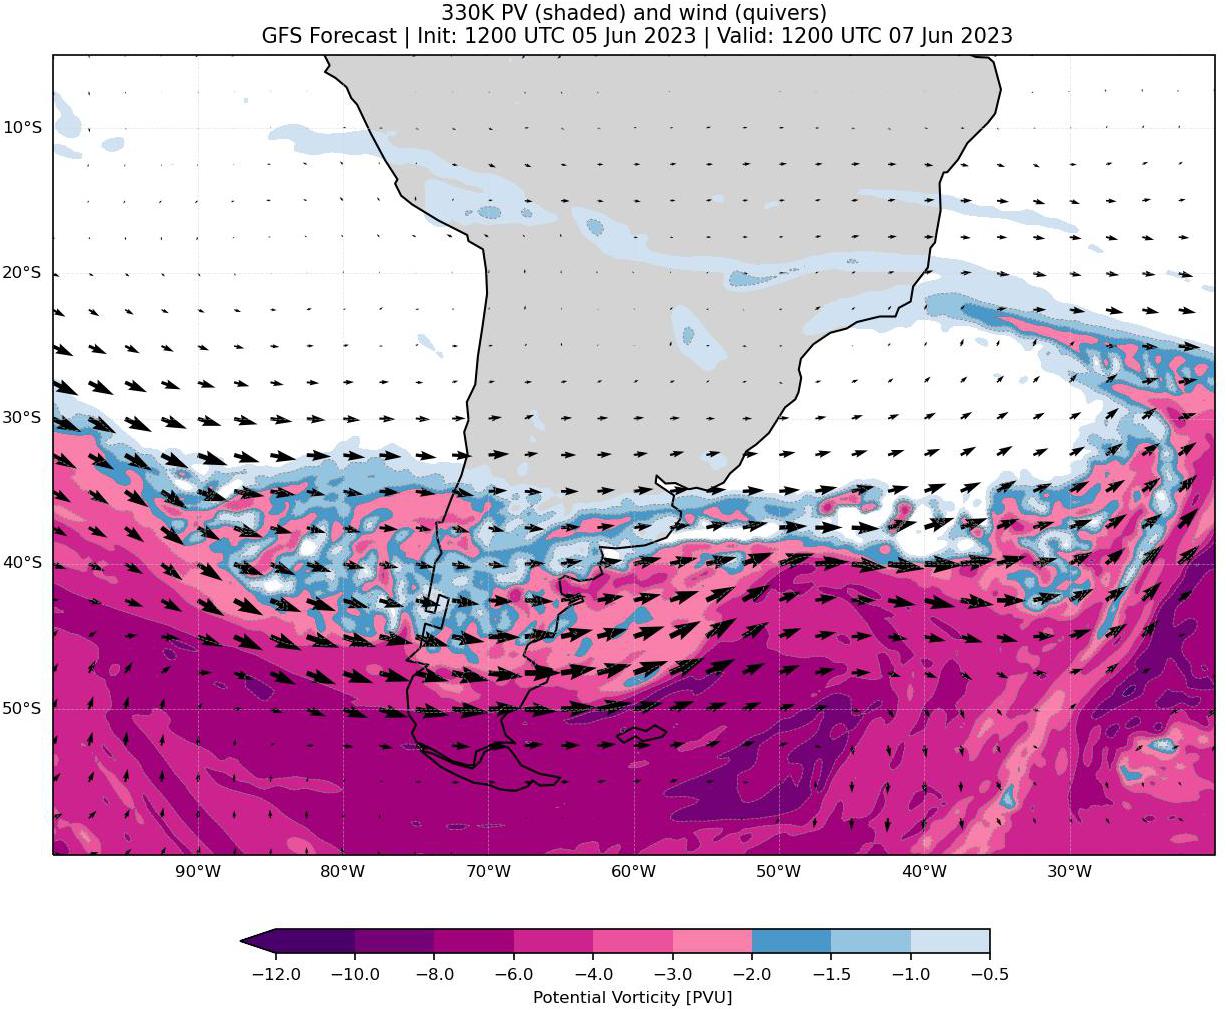 330K PV (shaded) and wind (quivers)
GFS Forecast | Init: 1200 UTC 05 Jun 2023 | Valid: 1200 UTC 07 Jun 2023
10°S
20°S
30°S
40°S
50°S
90°W 80°W 70°W 60°W 50°W 40°W 30°W
−12.0 −10.0 −8.0 −6.0 −4.0 −3.0 −2.0 −1.5 −1.0 −0.5
Potential Vorticity [PVU]